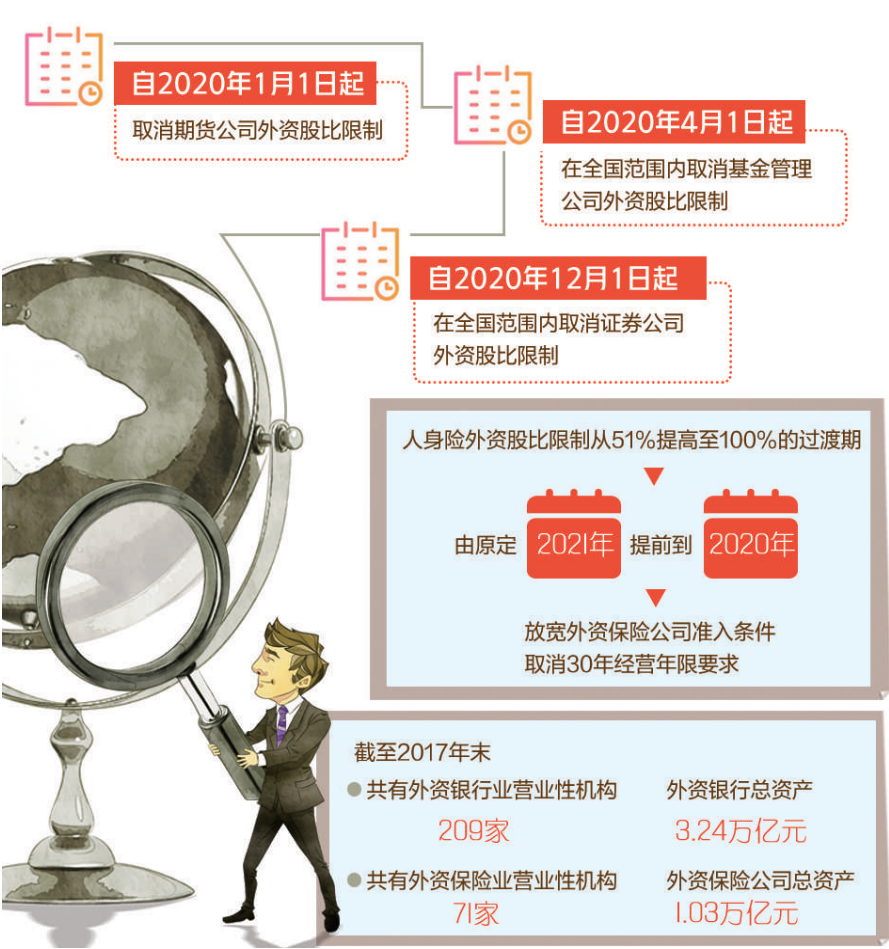 自2020年1月1日起
取消期货公司外资股比限制
自2020年4月1日起
在全国范围内取消基金管理
公司外资股比限制
自2020年12月1日起
在全国范围内取消证券公司
外资股比限制
人身险外资股比限制从51%提高至100%的过渡期
由原定 2021年 提前到 2020年
放宽外资保险公司准入条件
取消30年经营年限要求
截至2017年末
共有外资银行业营业性机构 外资银行总资产
209家 3.24万亿元
共有外资保险业营业性机构 外资保险公司总资产
71家 1.03万亿元